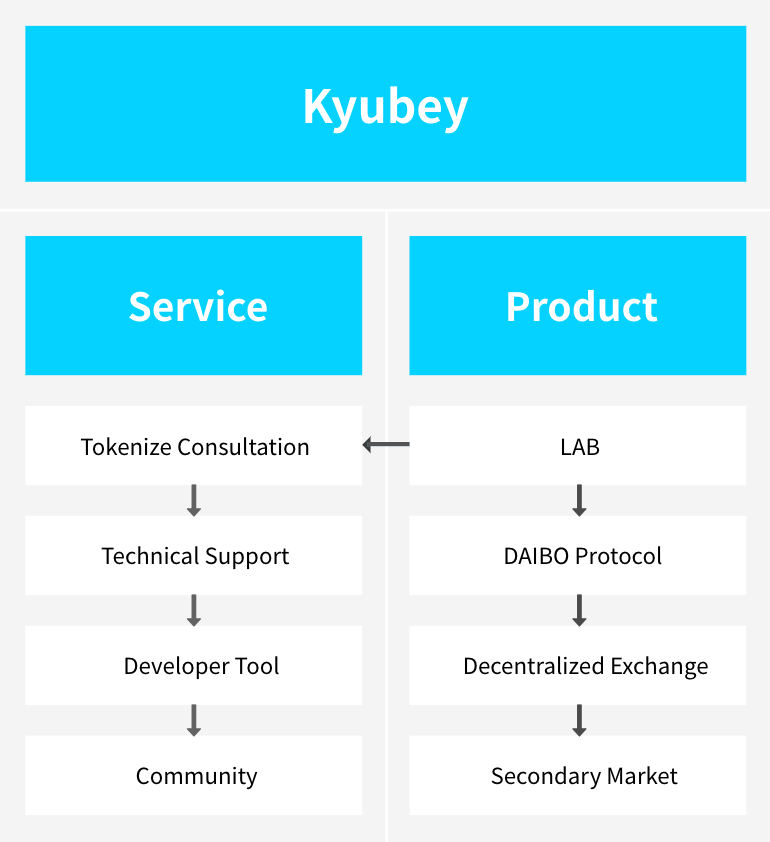 Kyubey
Service
Product
Tokenize Consultation
LAB
Technical Support
DAIBO Protocol
Developer Tool
Decentralized Exchange
Community
Secondary Market